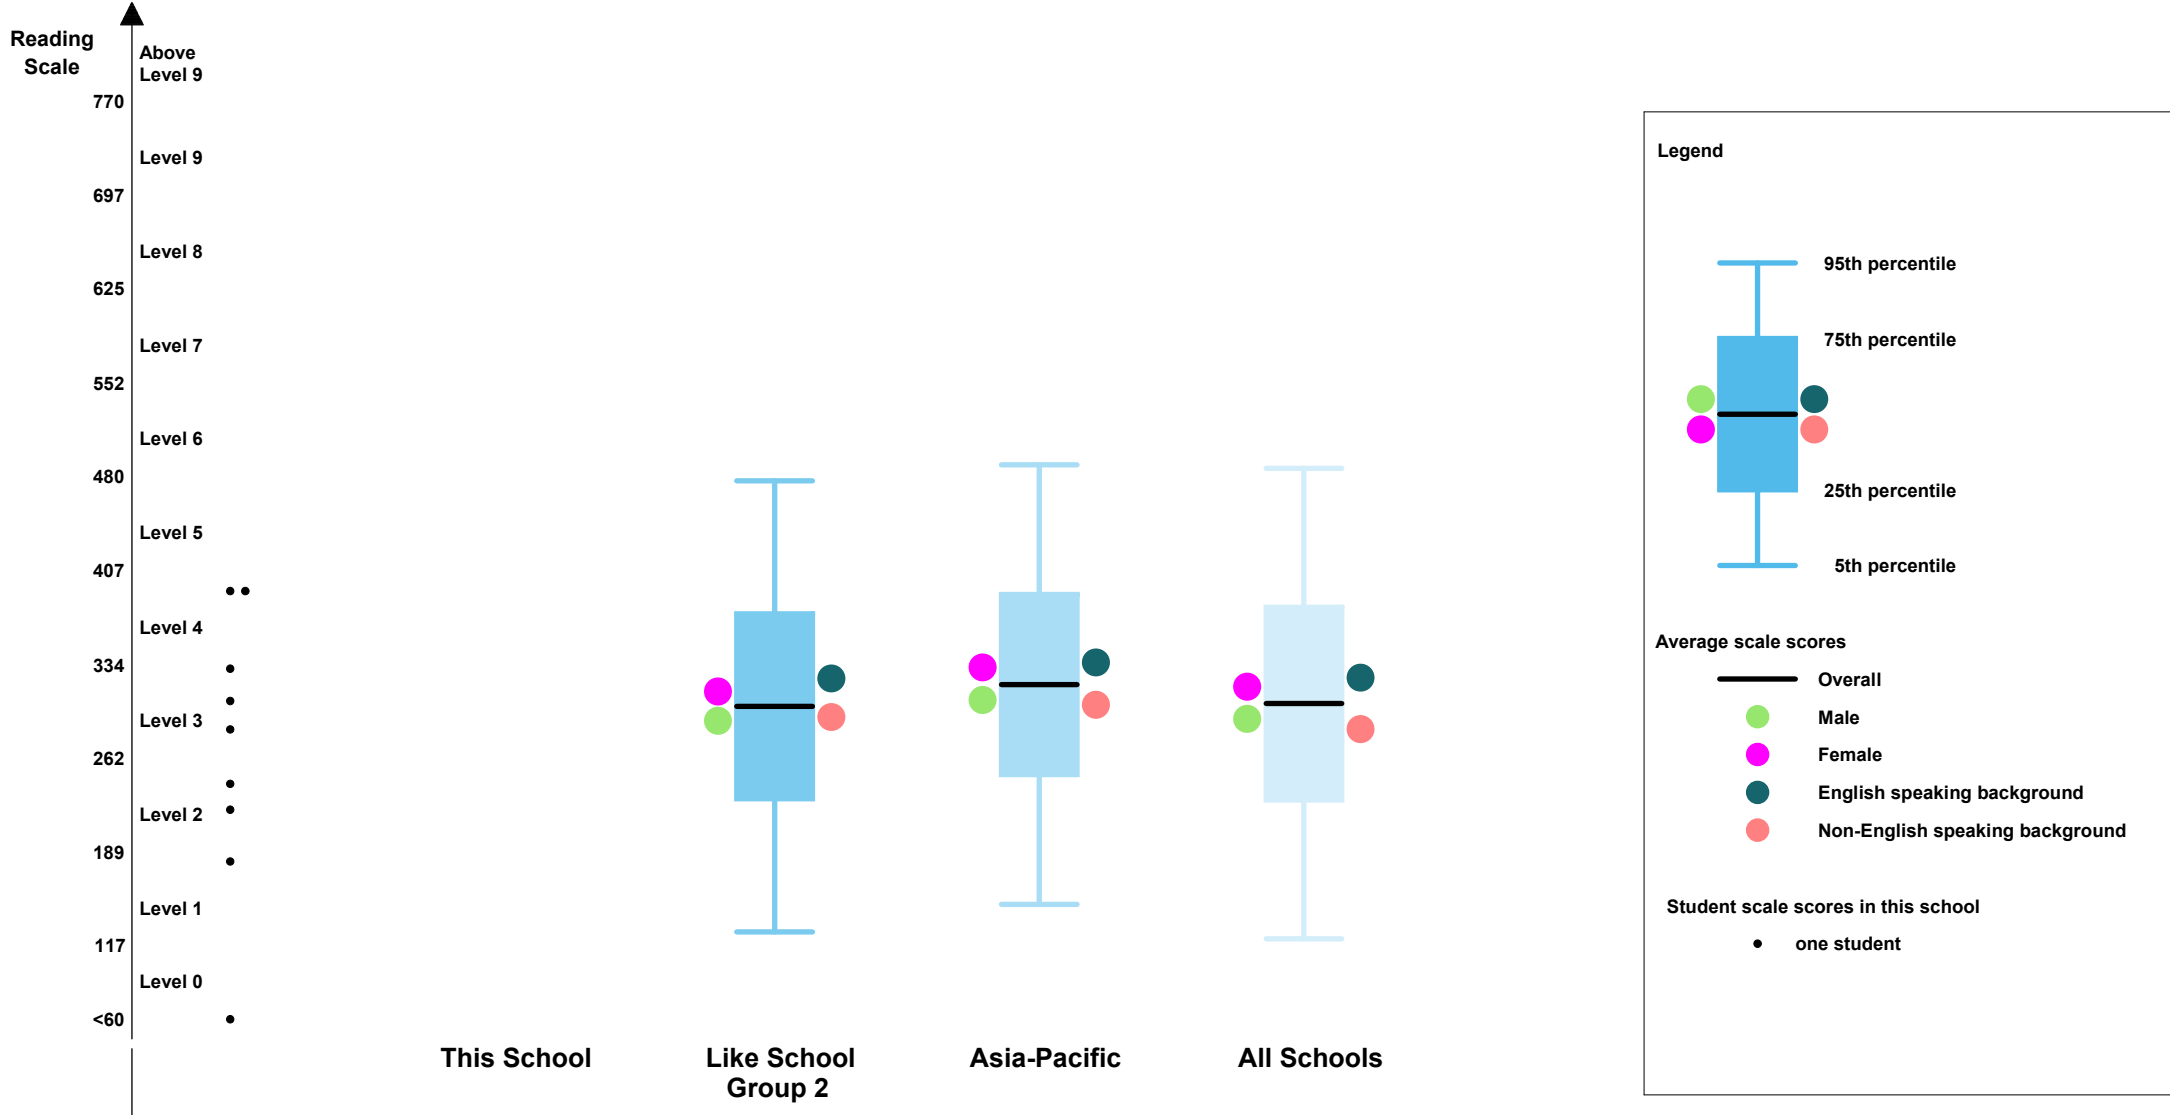 Reading
Scale
Above
Level 9
770
Level 9
697
Level 8
625
Level 7
552
Level 6
480
Level 5
407
Level 4
334
Level 3
262
Level 2
189
Level 1
117
Level 0
<60
This School
Like School
Group 2
Asia-Pacific
All Schools
Legend
95th percentile
75th percentile
25th percentile
5th percentile
Average scale scores
Overall
Male
Female
English speaking background
Non-English speaking background
Student scale scores in this school
one student